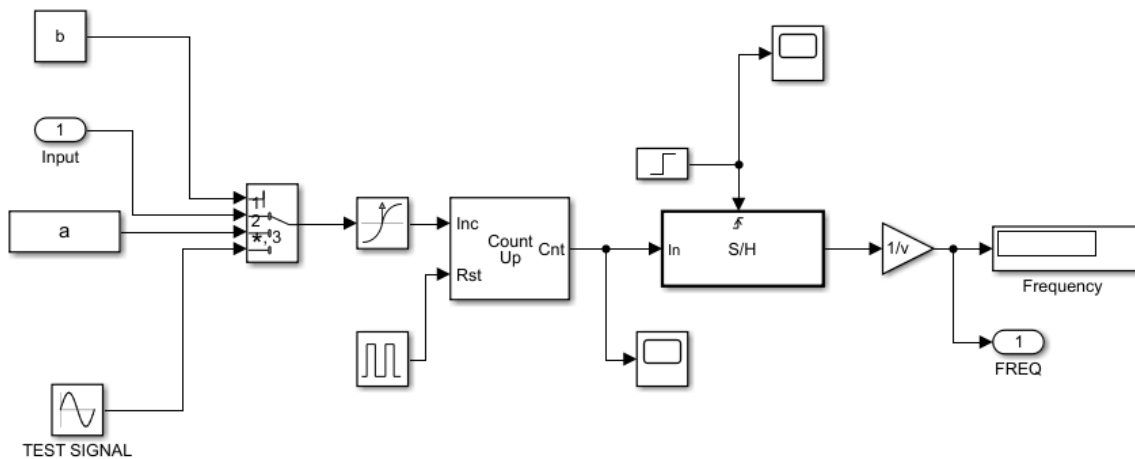 b
1
Input
a
1
2
*, 3
TEST SIGNAL
Inc
Rst
Count
Up
Cnt
In
S/H
1/v
Frequency
1
FREQ